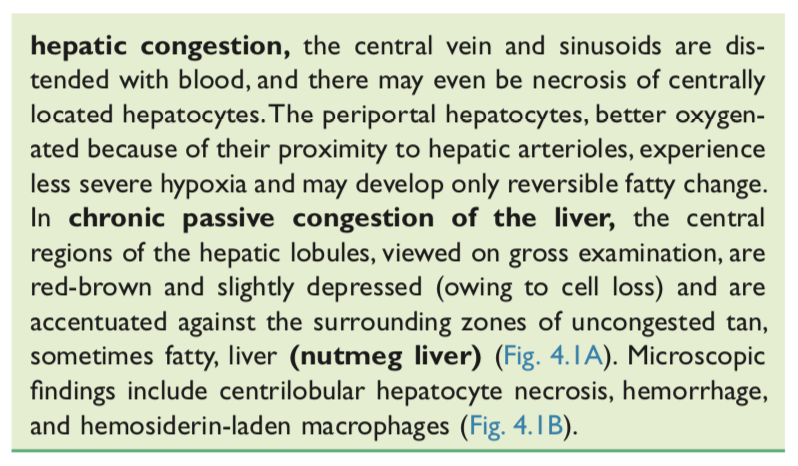 hepatic congestion, the central vein and sinusoids are dis-
tended with blood, and there may even be necrosis of centrally
located hepatocytes. The periportal hepatocytes, better oxygen-
ated because of their proximity to hepatic arterioles, experience
less severe hypoxia and may develop only reversible fatty change.
In chronic passive congestion of the liver, the central
regions of the hepatic lobules, viewed on gross examination, are
red-brown and slightly depressed (owing to cell loss) and are
accentuated against the surrounding zones of uncongested tan,
sometimes fatty, liver (nutmeg liver) (Fig. 4.1A). Microscopic
findings include centrilobular hepatocyte necrosis, hemorrhage,
and hemosiderin-laden macrophages (Fig. 4.1B).